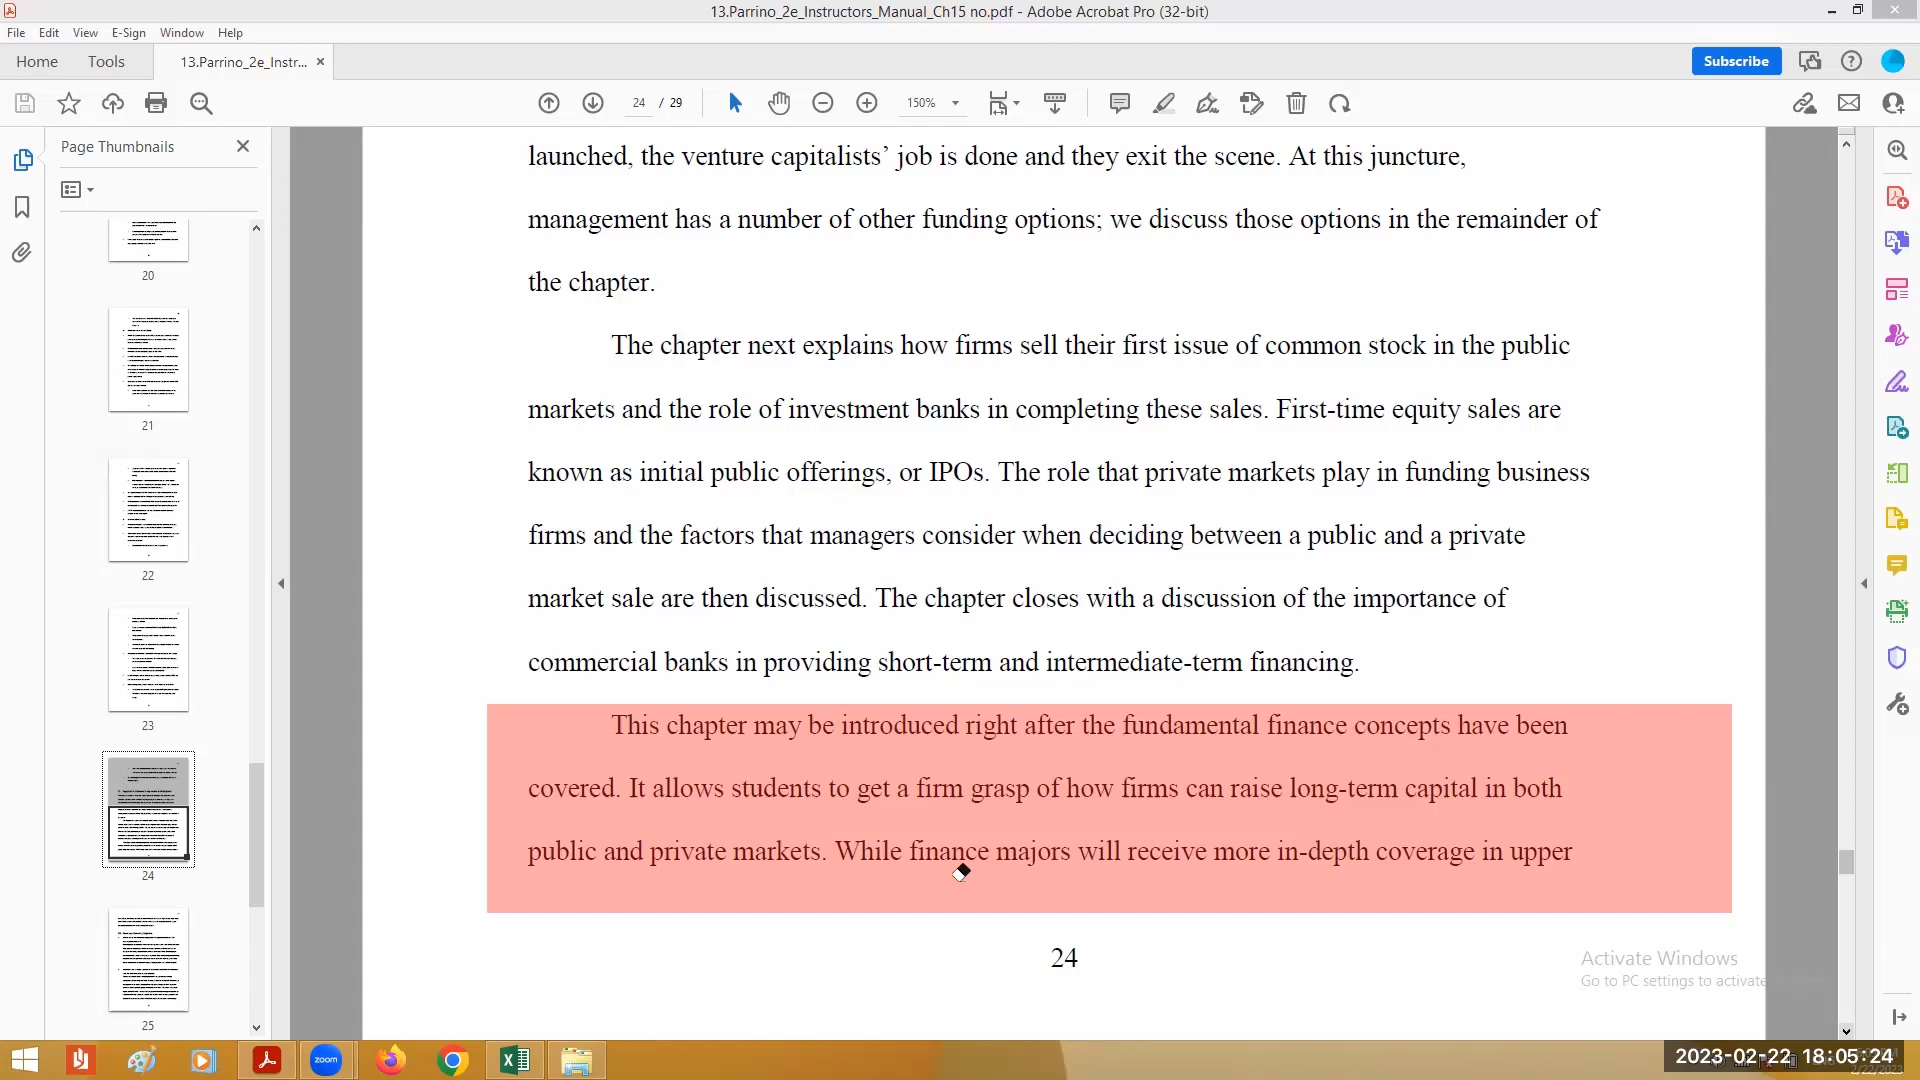 13.Parrino_2e_Instructors_Manual_Ch15 no.pdf - Adobe Acrobat Pro (32-bit)
File Edit View E-Sign Window Help
Home Tools 13.Parrino_2e_Instr... Subscribe
24 / 29 150%
Page Thumbnails
20
21
22
23
24
25
launched, the venture capitalists’ job is done and they exit the scene. At this juncture,
management has a number of other funding options; we discuss those options in the remainder of
the chapter.
The chapter next explains how firms sell their first issue of common stock in the public
markets and the role of investment banks in completing these sales. First-time equity sales are
known as initial public offerings, or IPOs. The role that private markets play in funding business
firms and the factors that managers consider when deciding between a public and a private
market sale are then discussed. The chapter closes with a discussion of the importance of
commercial banks in providing short-term and intermediate-term financing.
This chapter may be introduced right after the fundamental finance concepts have been
covered. It allows students to get a firm grasp of how firms can raise long-term capital in both
public and private markets. While finance majors will receive more in-depth coverage in upper
24
Activate Windows
Go to PC settings to activate
zoom
2023-02-22 18:05:24
2/22/2023